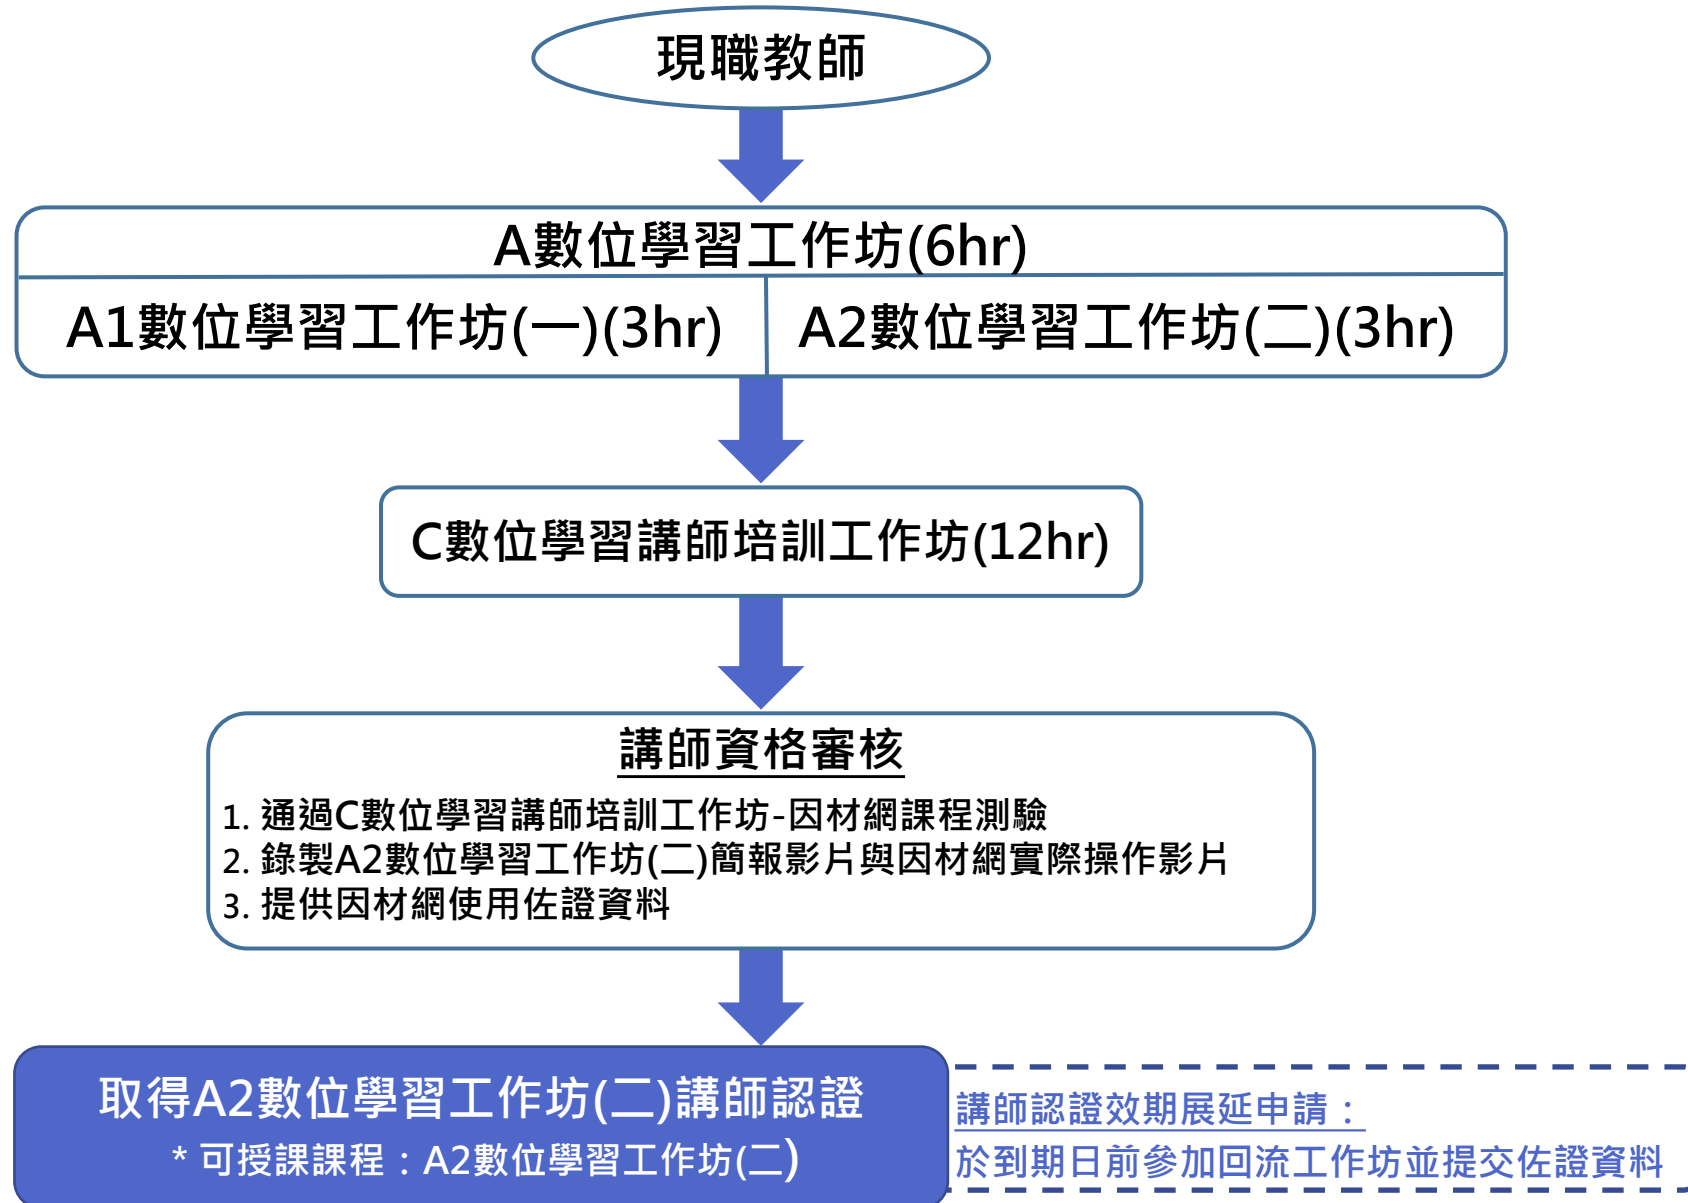 現職教師
A數位學習工作坊(6hr)
A1數位學習工作坊(一)(3hr)
A2數位學習工作坊(二)(3hr)
C數位學習講師培訓工作坊(12hr)
講師資格審核
1. 通過C數位學習講師培訓工作坊-因材網課程測驗
2. 錄製A2數位學習工作坊(二)簡報影片與因材網實際操作影片
3. 提供因材網使用佐證資料
取得A2數位學習工作坊(二)講師認證
* 可授課課程：A2數位學習工作坊(二)
講師認證效期展延申請：
於到期日前參加回流工作坊並提交佐證資料